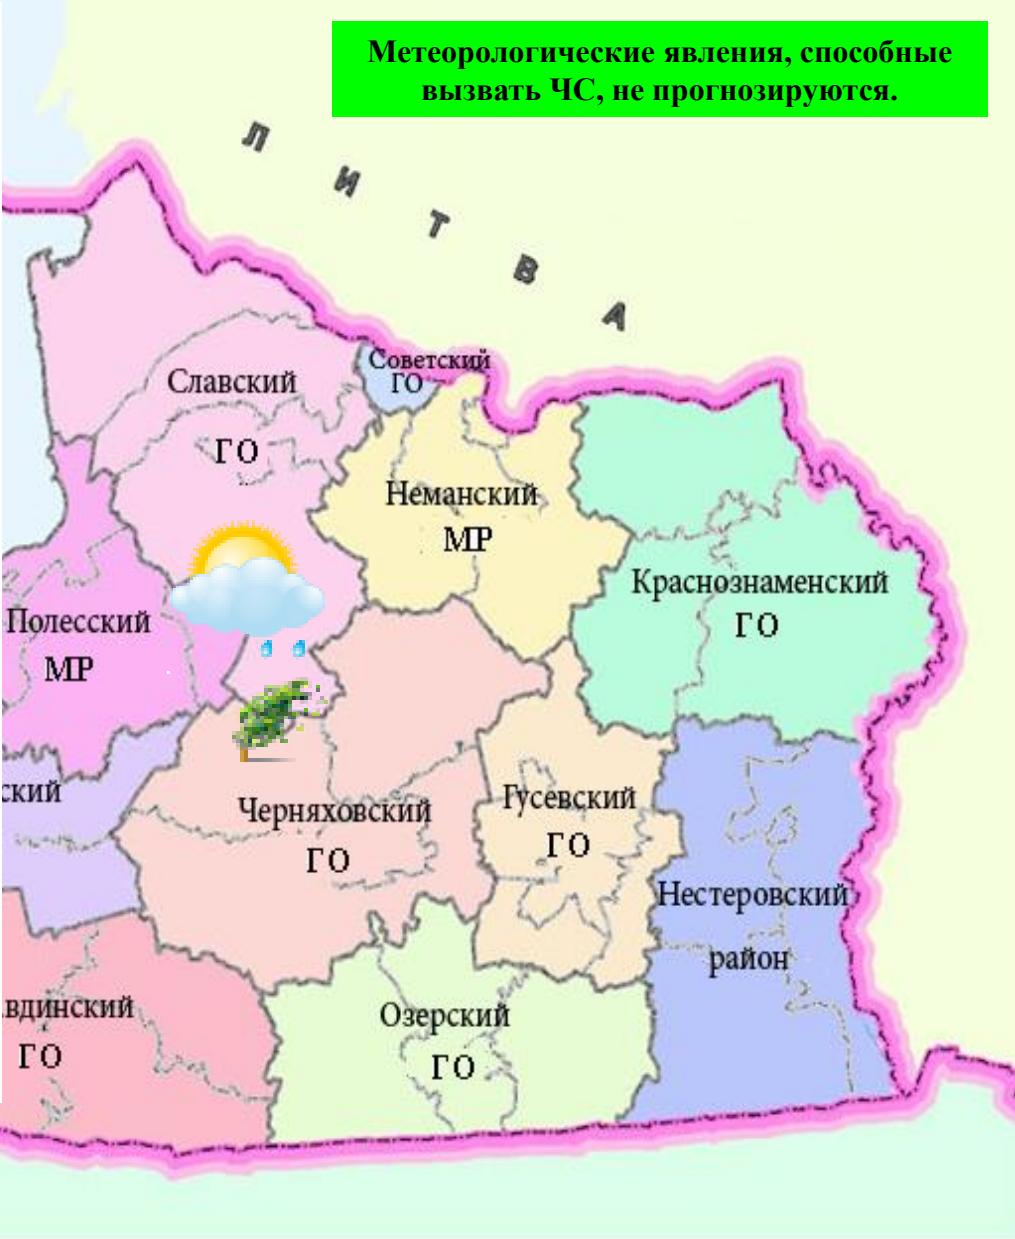 Метеорологические явления, способные
вызвать ЧС, не прогнозируются.
ЛИТВА
Советский
ГО
Славский
ГО
Неманский
МР
Краснознаменский
ГО
Полесский
МР
ский
Черняховский
ГО
Гусевский
ГО
Нестеровский
район
вдинский
ГО
Озерский
ГО